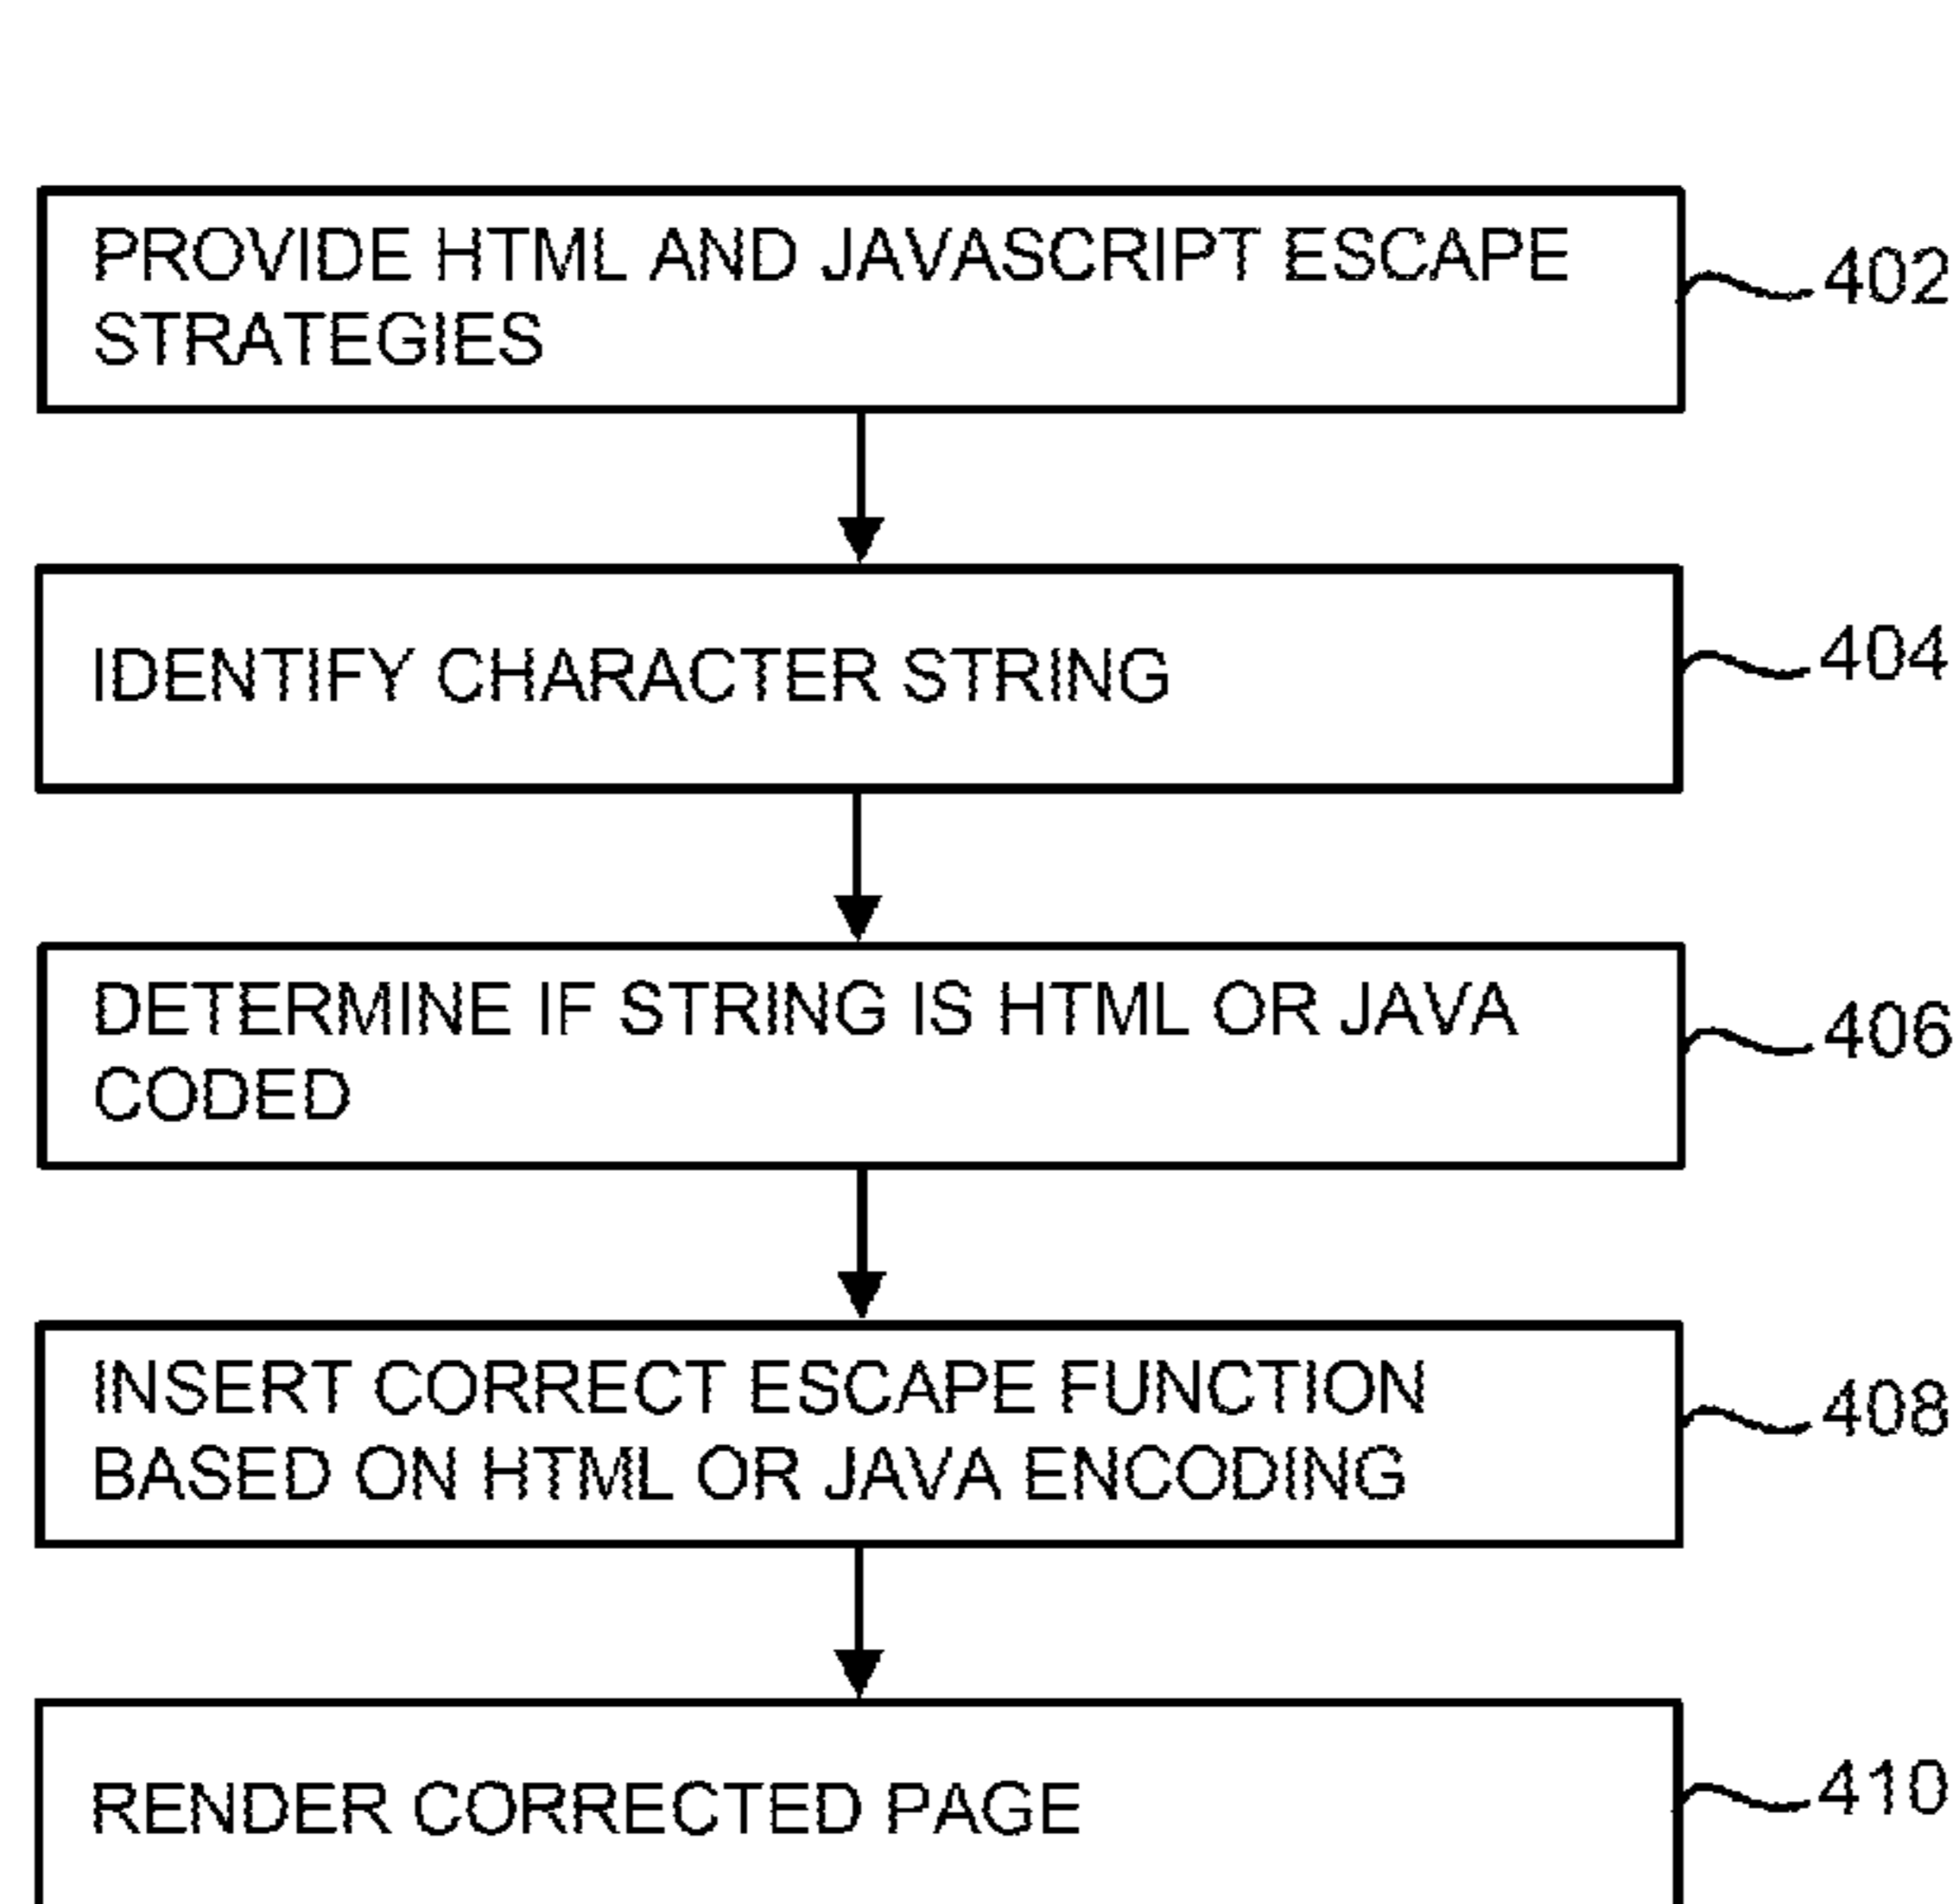 PROVIDE HTML AND JAVASCRIPT ESCAPE
STRATEGIES
402
IDENTIFY CHARACTER STRING
404
DETERMINE IF STRING IS HTML OR JAVA
CODED
406
INSERT CORRECT ESCAPE FUNCTION
BASED ON HTML OR JAVA ENCODING
408
RENDER CORRECTED PAGE
410